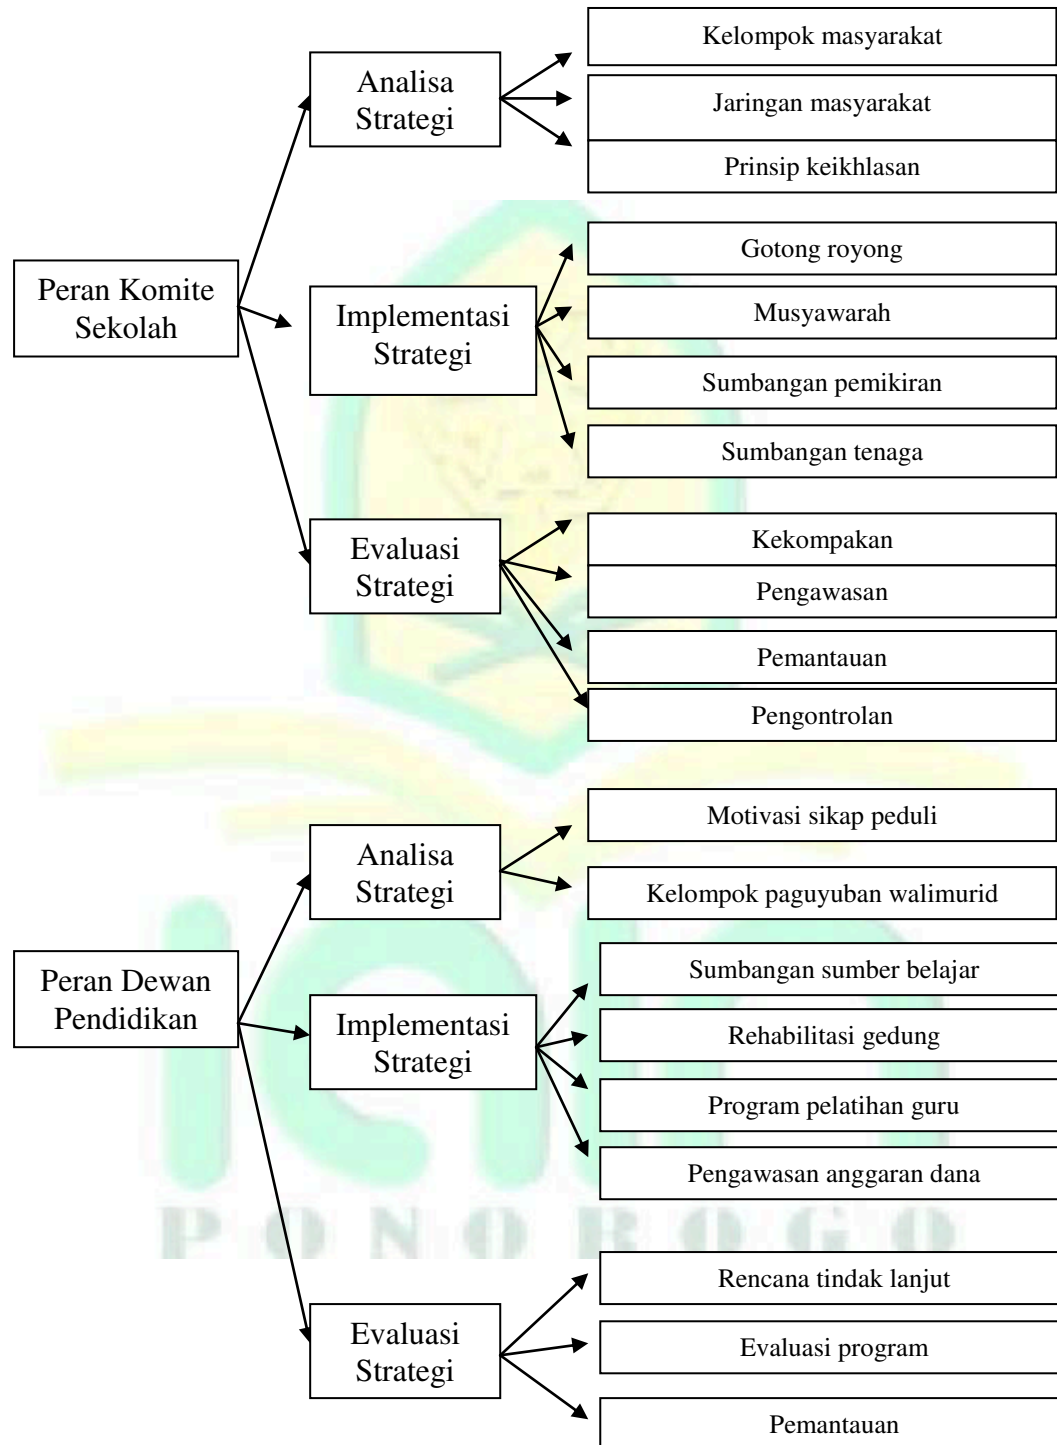 Peran Komite
Sekolah
Analisa
Strategi
Kelompok masyarakat
Jaringan masyarakat
Prinsip keikhlasan
Implementasi
Strategi
Gotong royong
Musyawarah
Sumbangan pemikiran
Sumbangan tenaga
Evaluasi
Strategi
Kekompakan
Pengawasan
Pemantauan
Pengontrolan
Peran Dewan
Pendidikan
Analisa
Strategi
Motivasi sikap peduli
Kelompok paguyuban walimurid
Implementasi
Strategi
Sumbangan sumber belajar
Rehabilitasi gedung
Program pelatihan guru
Pengawasan anggaran dana
Evaluasi
Strategi
Rencana tindak lanjut
Evaluasi program
Pemantauan
iain
PONOROGO